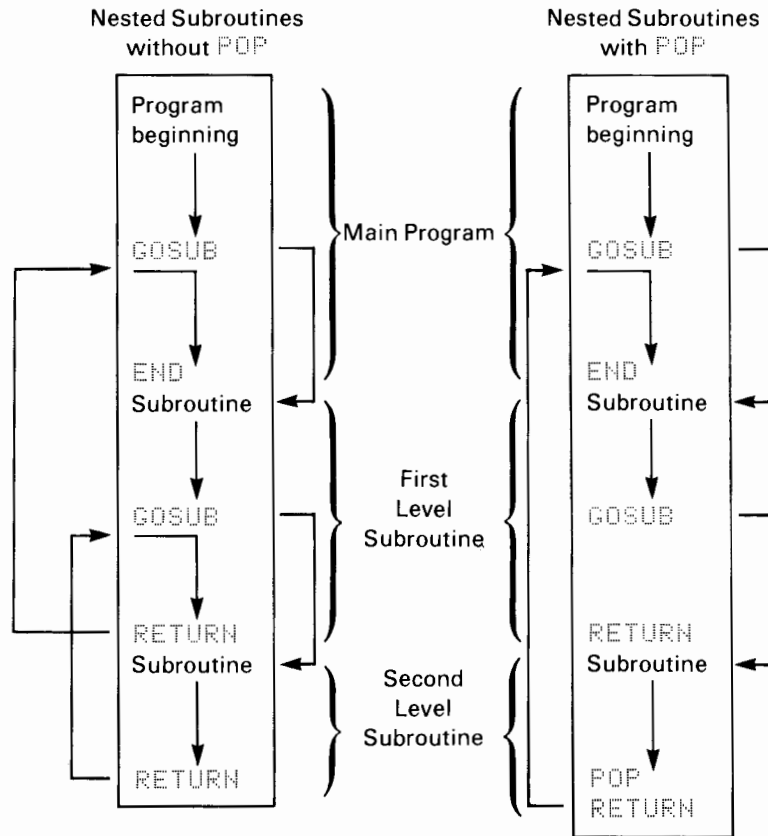 Nested Subroutines
without POP
Program
beginning
GOSUB
END
Subroutine
GOSUB
RETURN
Subroutine
RETURN
Main Program
First
Level
Subroutine
Second
Level
Subroutine
Nested Subroutines
with POP
Program
beginning
GOSUB
END
Subroutine
GOSUB
RETURN
Subroutine
POP
RETURN